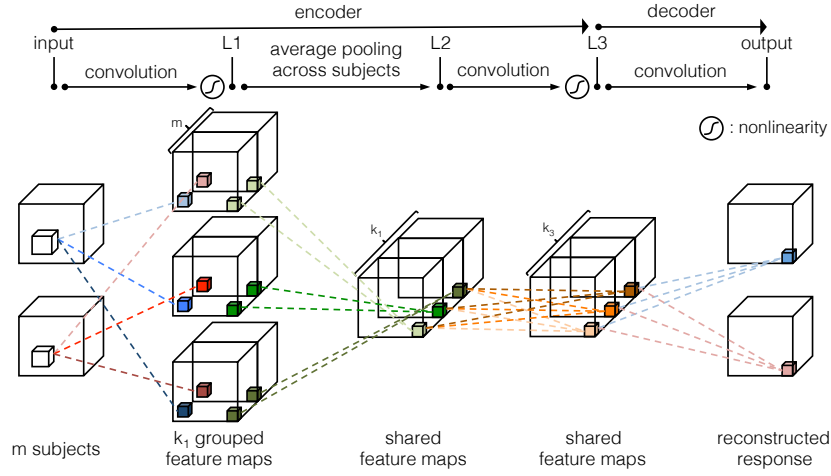 encoder
decoder
input
L1
average pooling
across subjects
L2
L3
output
convolution
convolution
convolution
: nonlinearity
m
k1
k3
m subjects
k1 grouped
feature maps
shared
feature maps
shared
feature maps
reconstructed
response